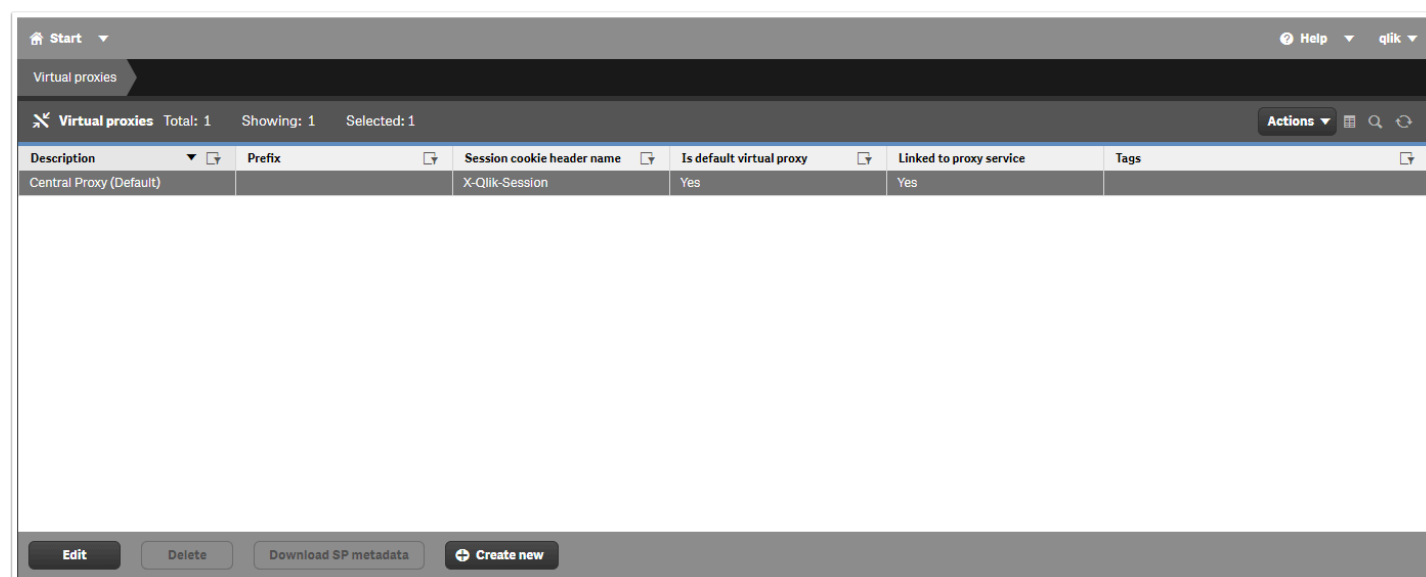 Start Help qlik
Virtual proxies
Virtual proxies Total: 1 Showing: 1 Selected: 1 Actions
Description Prefix Session cookie header name Is default virtual proxy Linked to proxy service Tags
Central Proxy (Default) X-Qlik-Session Yes Yes
Edit Delete Download SP metadata Create new